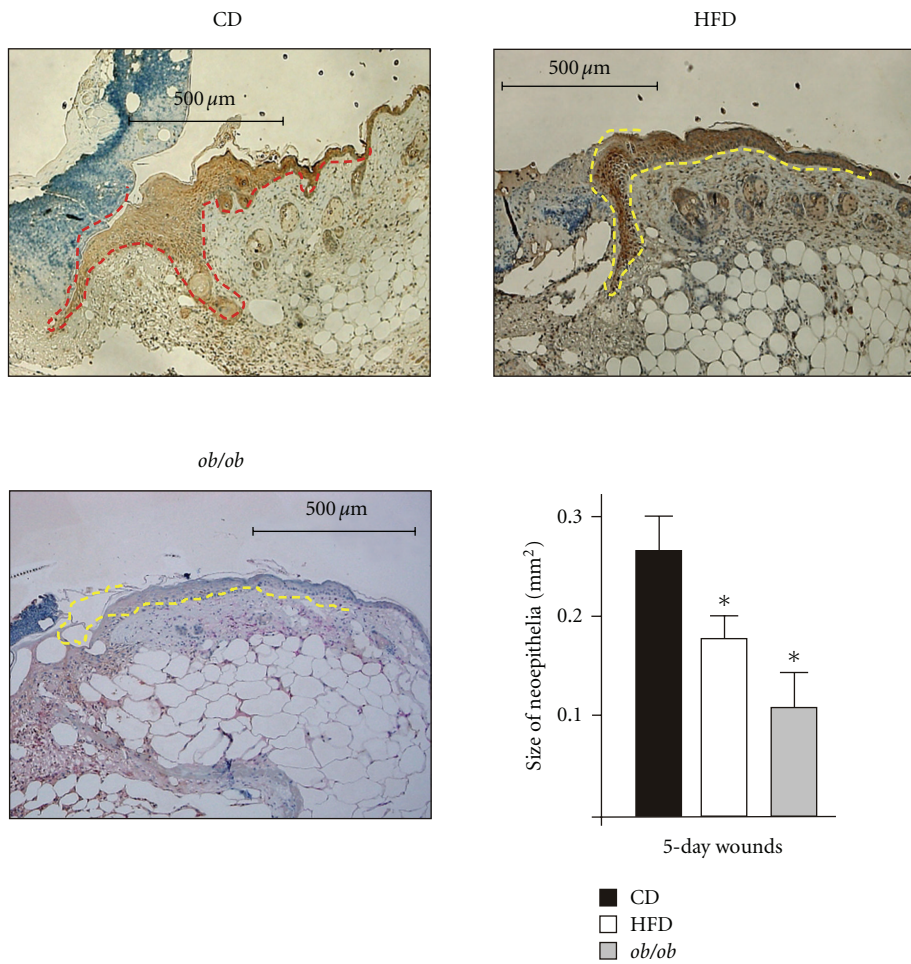 CD
HFD
500 µm
500 µm
ob/ob
500 µm
Size of neoepithelia (mm²)
0.3
0.2
0.1
*
*
5-day wounds
CD
HFD
ob/ob